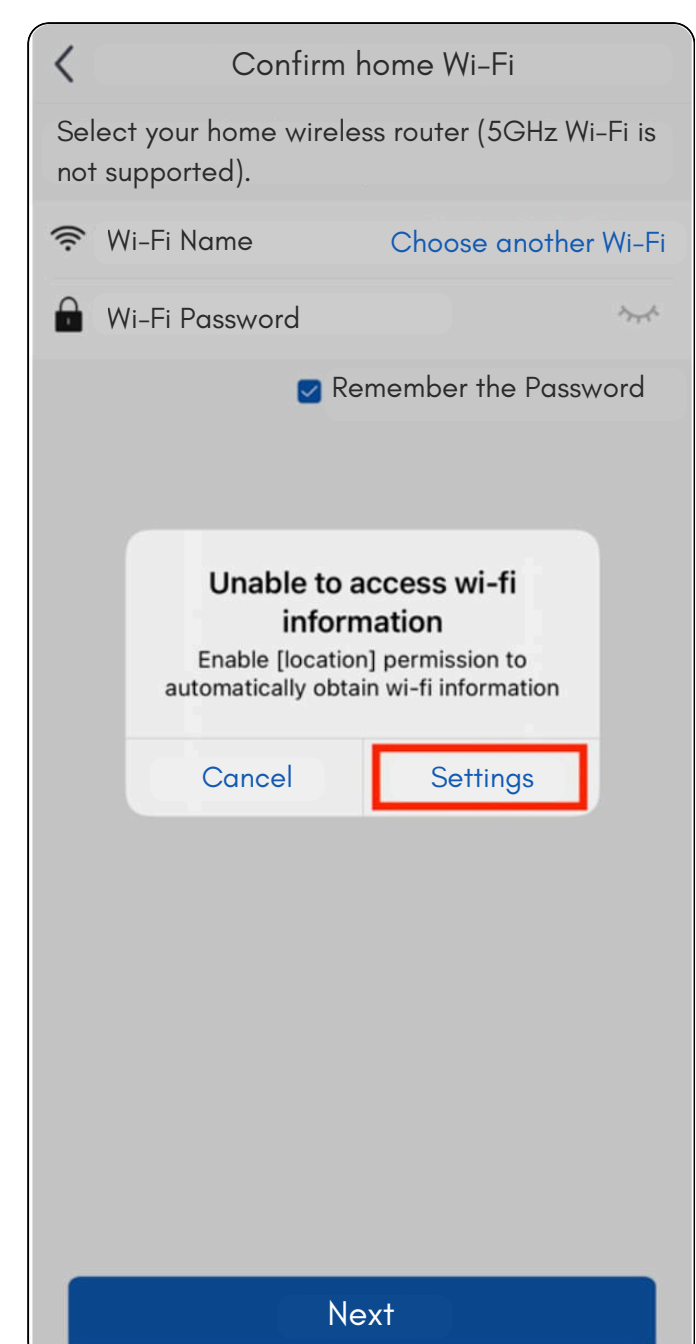 Confirm home Wi-Fi
Select your home wireless router (5GHz Wi-Fi is
not supported).
Wi-Fi Name
Choose another Wi-Fi
Wi-Fi Password
Remember the Password
Unable to access wi-fi
information
Enable [location] permission to
automatically obtain wi-fi information
Cancel
Settings
Next